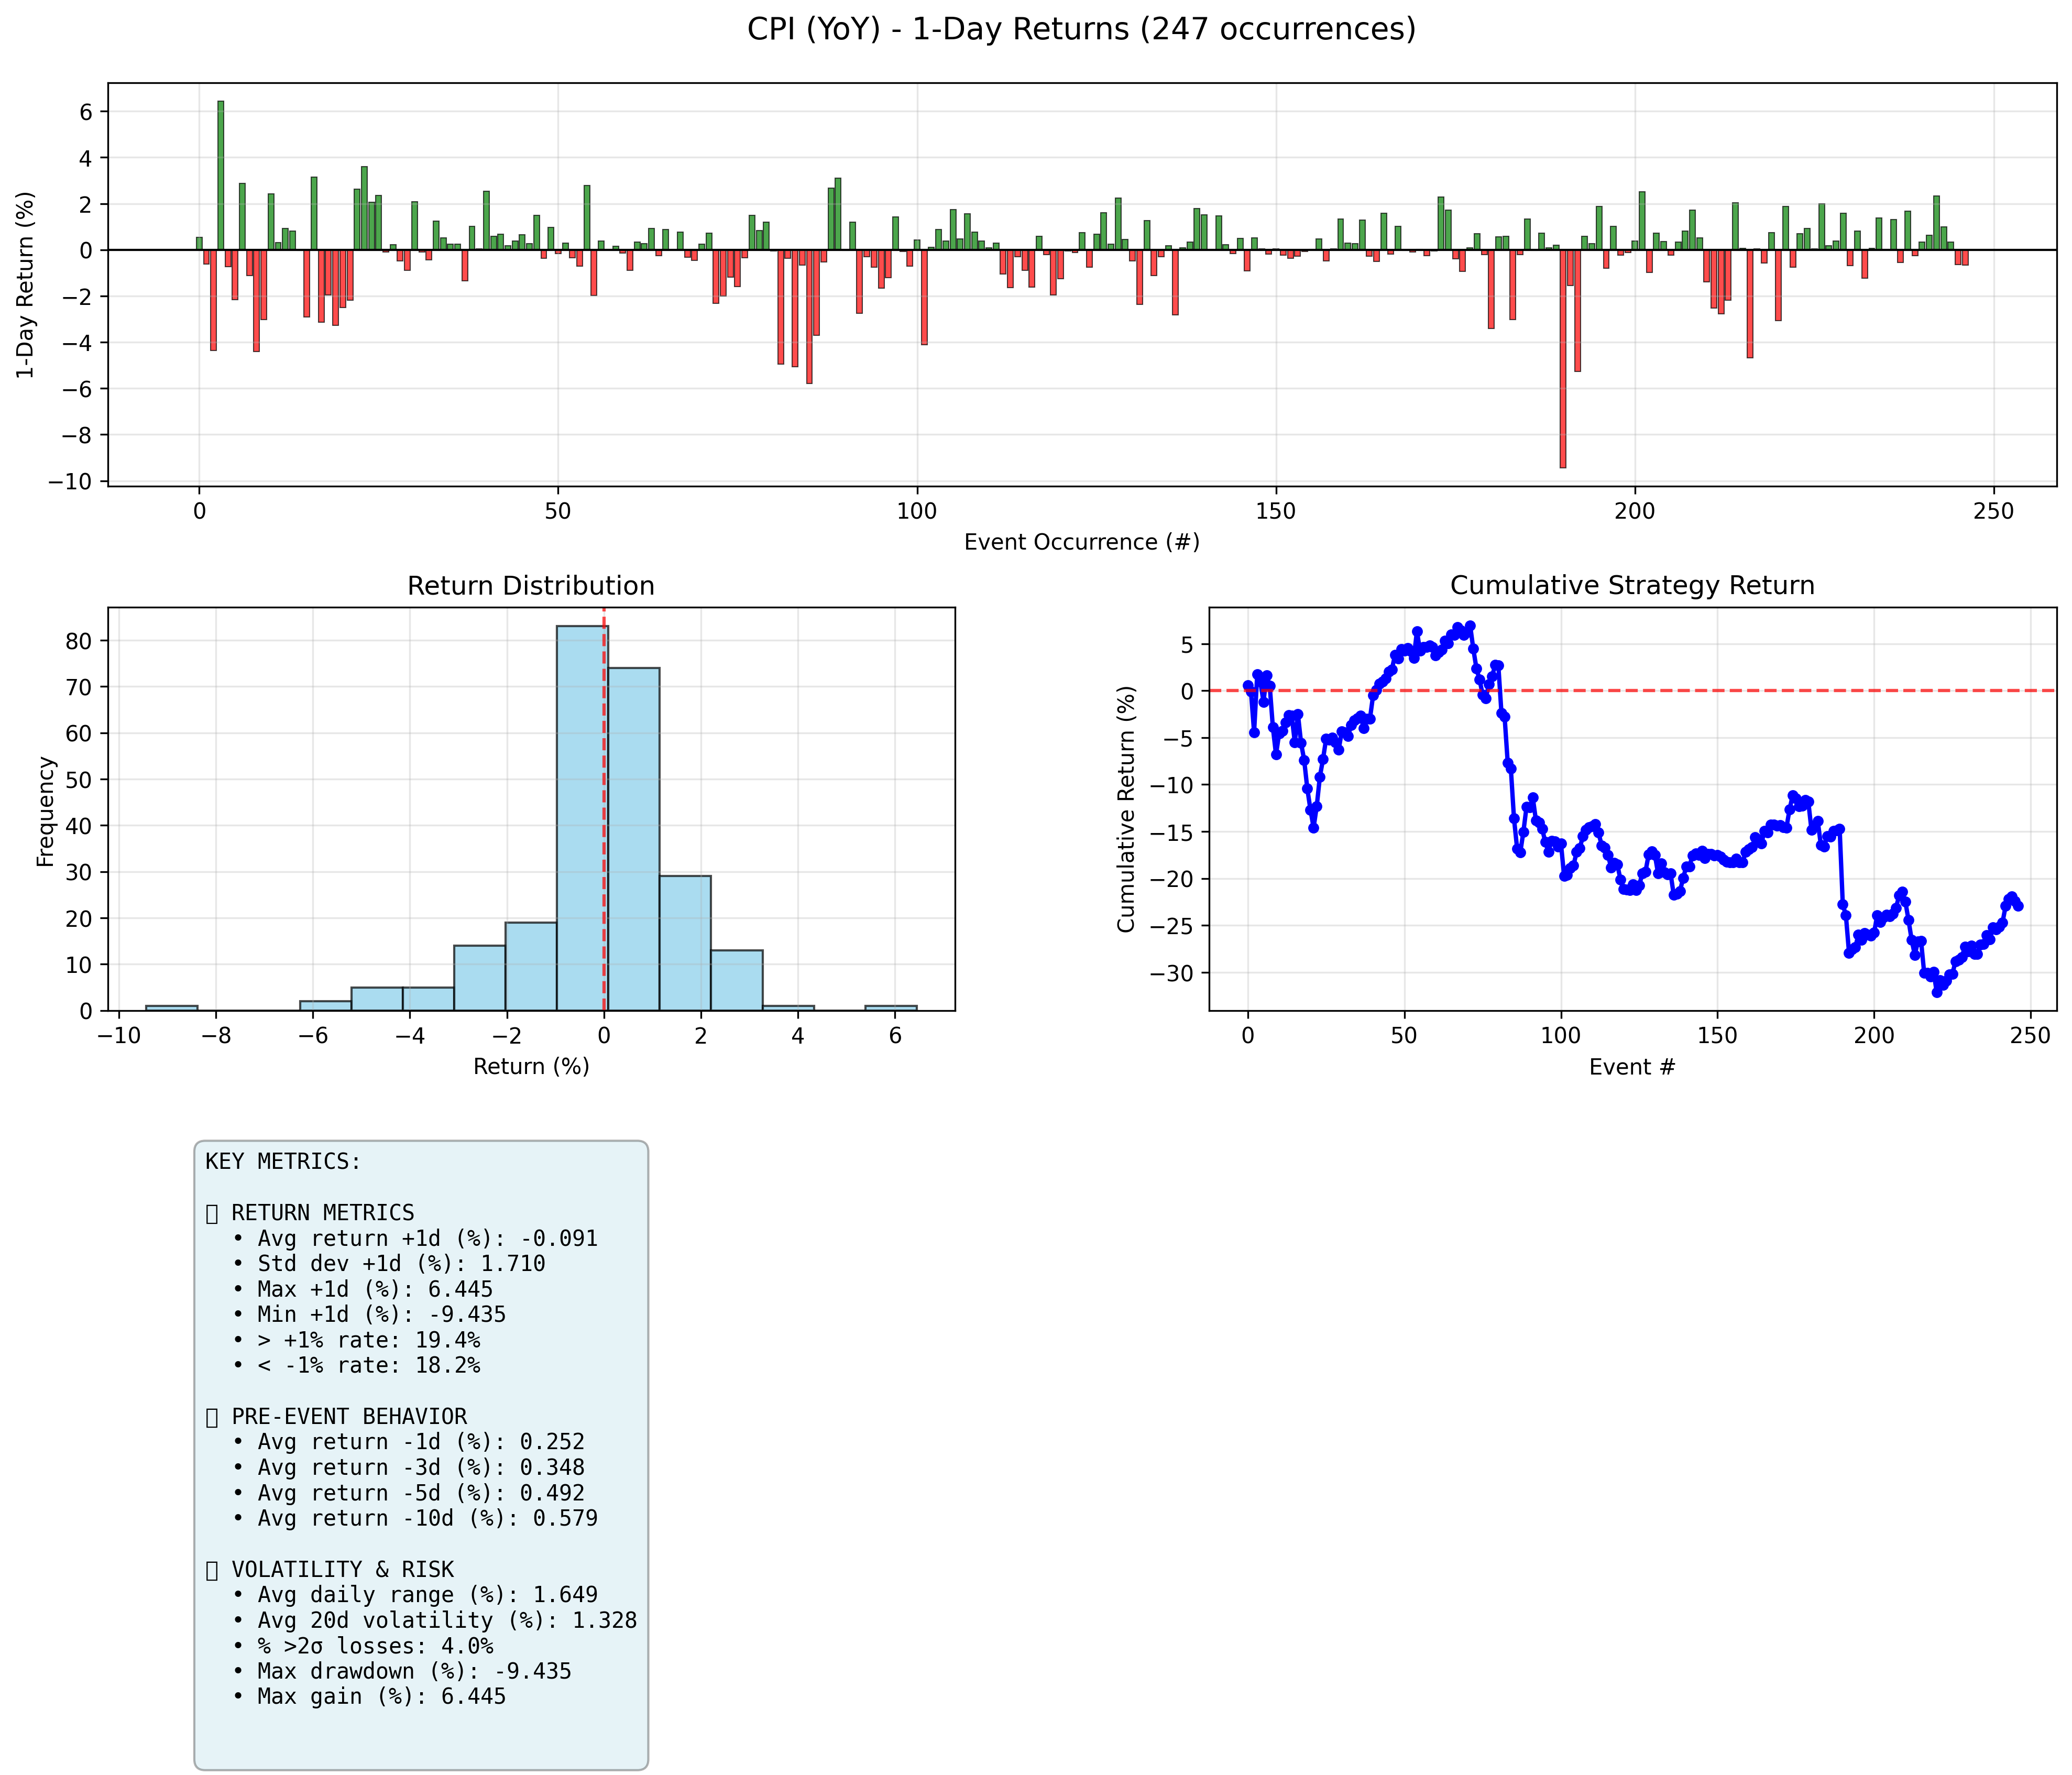 CPI (YoY) - 1-Day Returns (247 occurrences)
1-Day Return (%)
6
4
2
0
−2
−4
−6
−8
−10
0 50 100 150 200 250
Event Occurrence (#)
Return Distribution
Frequency
80
70
60
50
40
30
20
10
0
−10 −8 −6 −4 −2 0 2 4 6
Return (%)
Cumulative Strategy Return
Cumulative Return (%)
5
0
−5
−10
−15
−20
−25
−30
0 50 100 150 200 250
Event #
KEY METRICS:
RETURN METRICS
• Avg return +1d (%): -0.091
• Std dev +1d (%): 1.710
• Max +1d (%): 6.445
• Min +1d (%): -9.435
• > +1% rate: 19.4%
• < -1% rate: 18.2%
PRE-EVENT BEHAVIOR
• Avg return -1d (%): 0.252
• Avg return -3d (%): 0.348
• Avg return -5d (%): 0.492
• Avg return -10d (%): 0.579
VOLATILITY & RISK
• Avg daily range (%): 1.649
• Avg 20d volatility (%): 1.328
• % >2σ losses: 4.0%
• Max drawdown (%): -9.435
• Max gain (%): 6.445